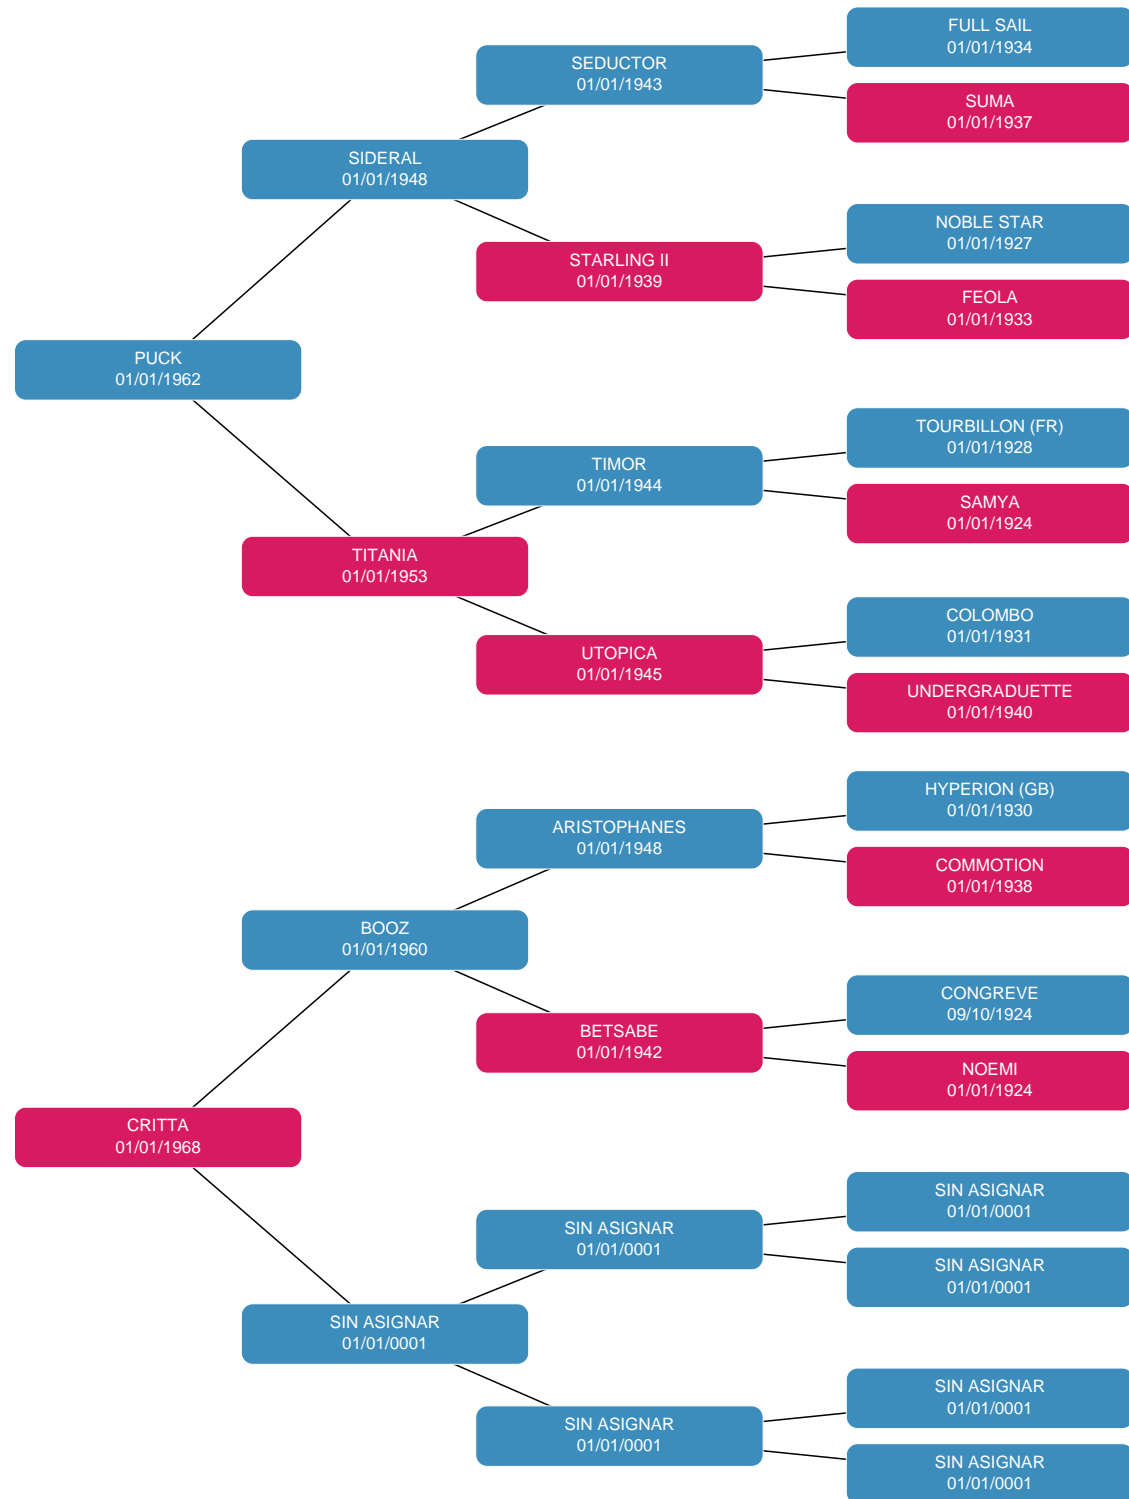 FULL SAIL
01/01/1934
SEDUCTOR
01/01/1943
SUMA
01/01/1937
SIDERAL
01/01/1948
NOBLE STAR
01/01/1927
STARLING II
01/01/1939
FEOLA
01/01/1933
PUCK
01/01/1962
TOURBILLON (FR)
01/01/1928
TIMOR
01/01/1944
SAMYA
01/01/1924
TITANIA
01/01/1953
COLOMBO
01/01/1931
UTOPICA
01/01/1945
UNDERGRADUETTE
01/01/1940
HYPERION (GB)
01/01/1930
ARISTOPHANES
01/01/1948
COMMOTION
01/01/1938
BOOZ
01/01/1960
CONGREVE
09/10/1924
BETSABE
01/01/1942
NOEMI
01/01/1924
CRITTA
01/01/1968
SIN ASIGNAR
01/01/0001
SIN ASIGNAR
01/01/0001
SIN ASIGNAR
01/01/0001
SIN ASIGNAR
01/01/0001
SIN ASIGNAR
01/01/0001
SIN ASIGNAR
01/01/0001
SIN ASIGNAR
01/01/0001